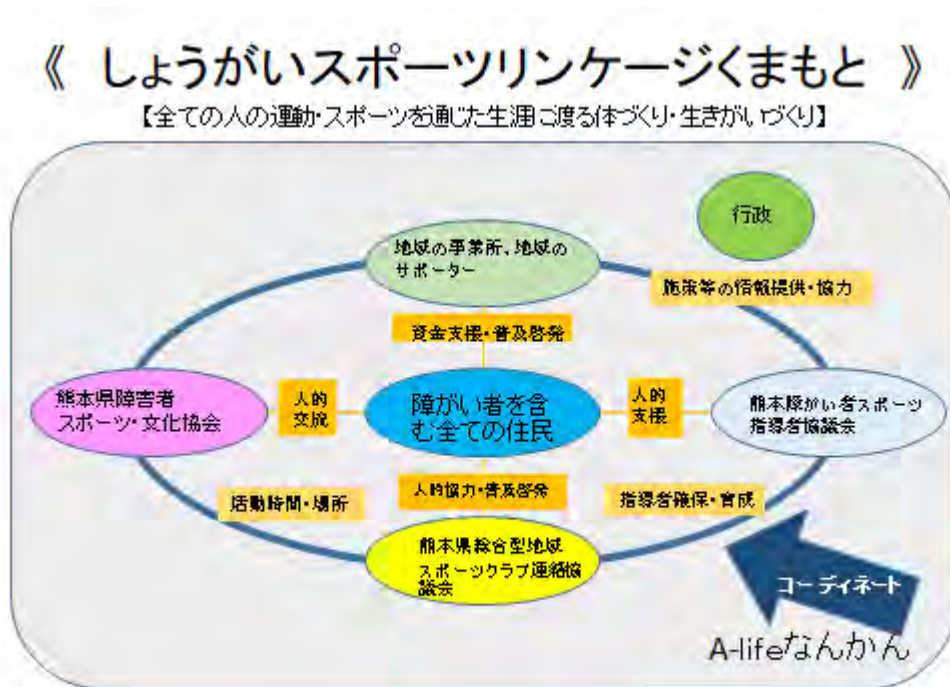 《 しょうがいスポーツリンケージくまもと 》
【全ての人の運動・スポーツを通じた生涯に渡る体づくり・生きがいづくり】
行政
地域の事業所、地域の
サポーター
施策等の情報提供・協力
資金支援・普及啓発
熊本県障害者
スポーツ・文化協会
人的
交流
障がい者を含
む全ての住民
人的
支援
熊本障がい者スポーツ
指導者協議会
人的協力・普及啓発
活動時間・場所
指導者確保・育成
熊本県総合型地域
スポーツクラブ連絡協
議会
コーディネート
A-lifeなんかん